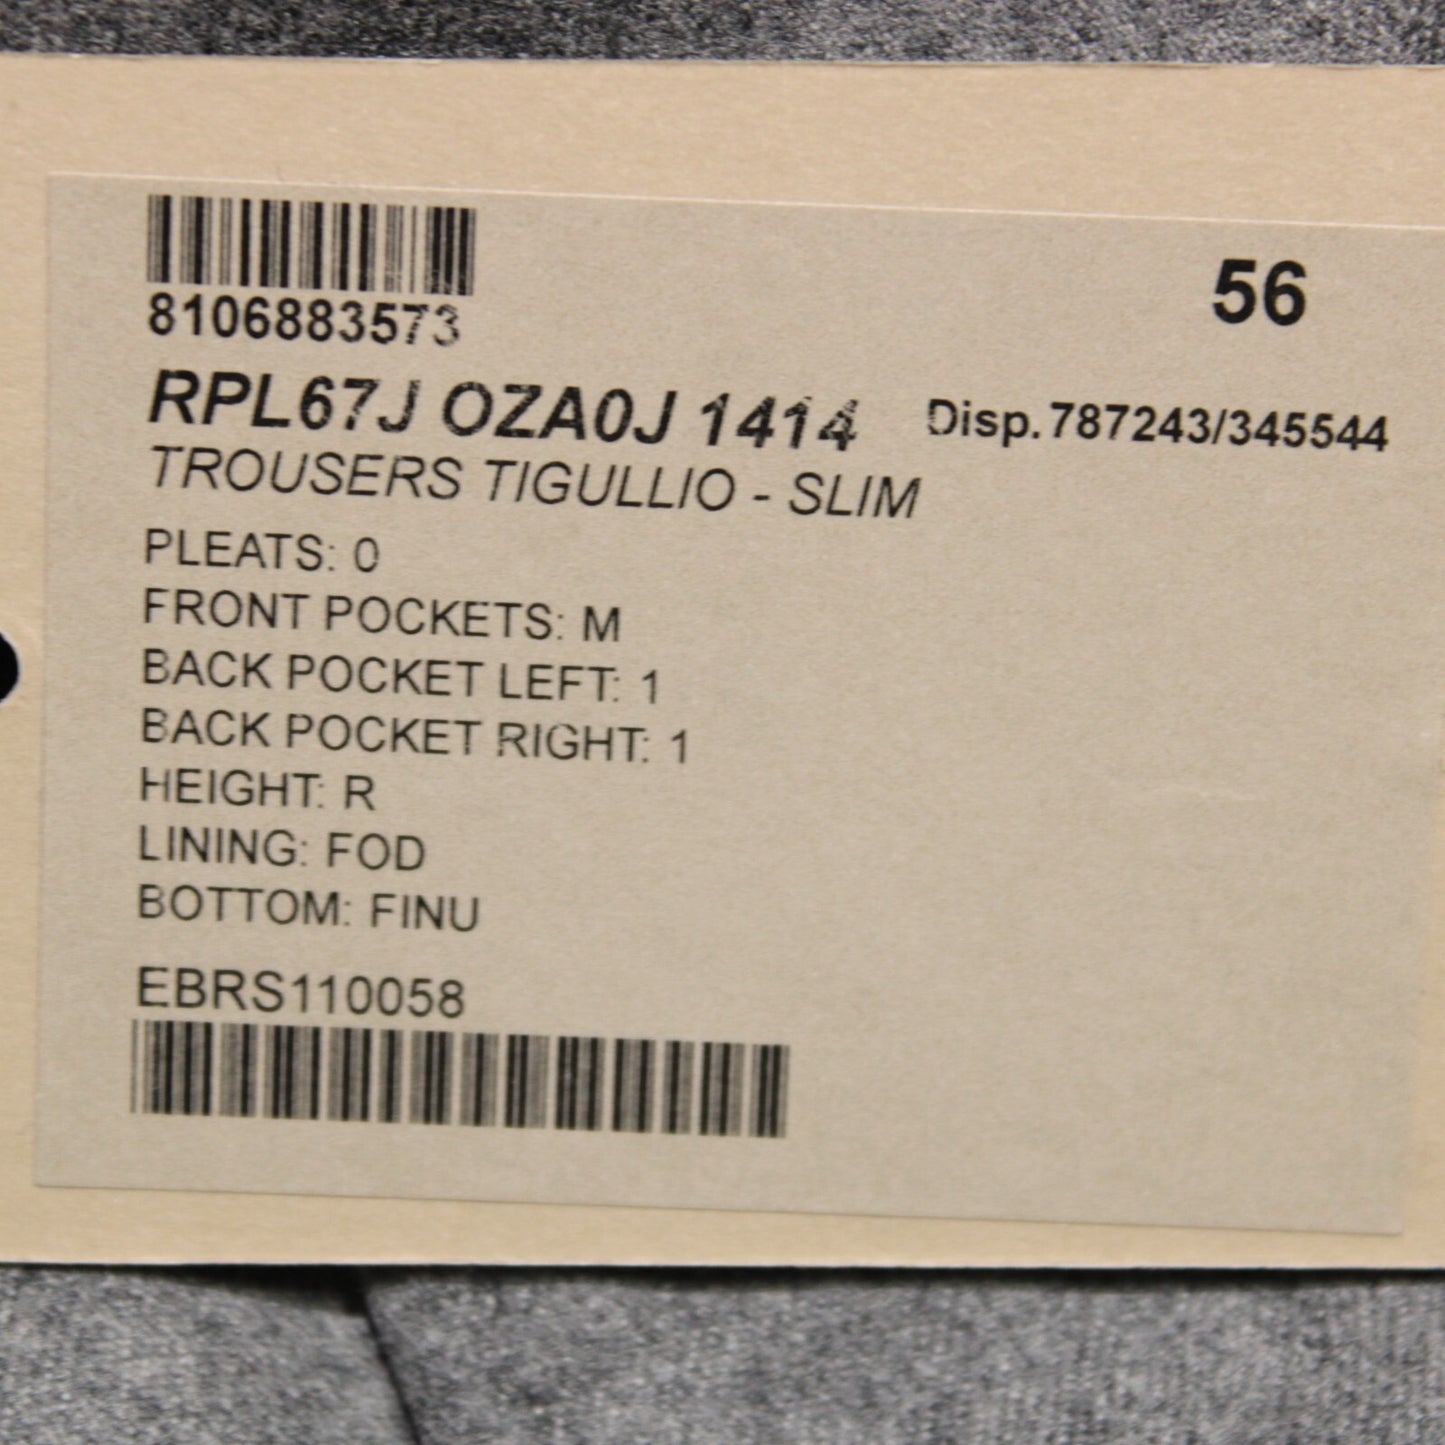 56
8106883573
RPL67J OZA0J 1414 Disp.787243/345544
TROUSERS TIGULLIO - SLIM
PLEATS: 0
FRONT POCKETS: M
BACK POCKET LEFT: 1
BACK POCKET RIGHT: 1
HEIGHT: R
LINING: FOD
BOTTOM: FINU
EBRS110058